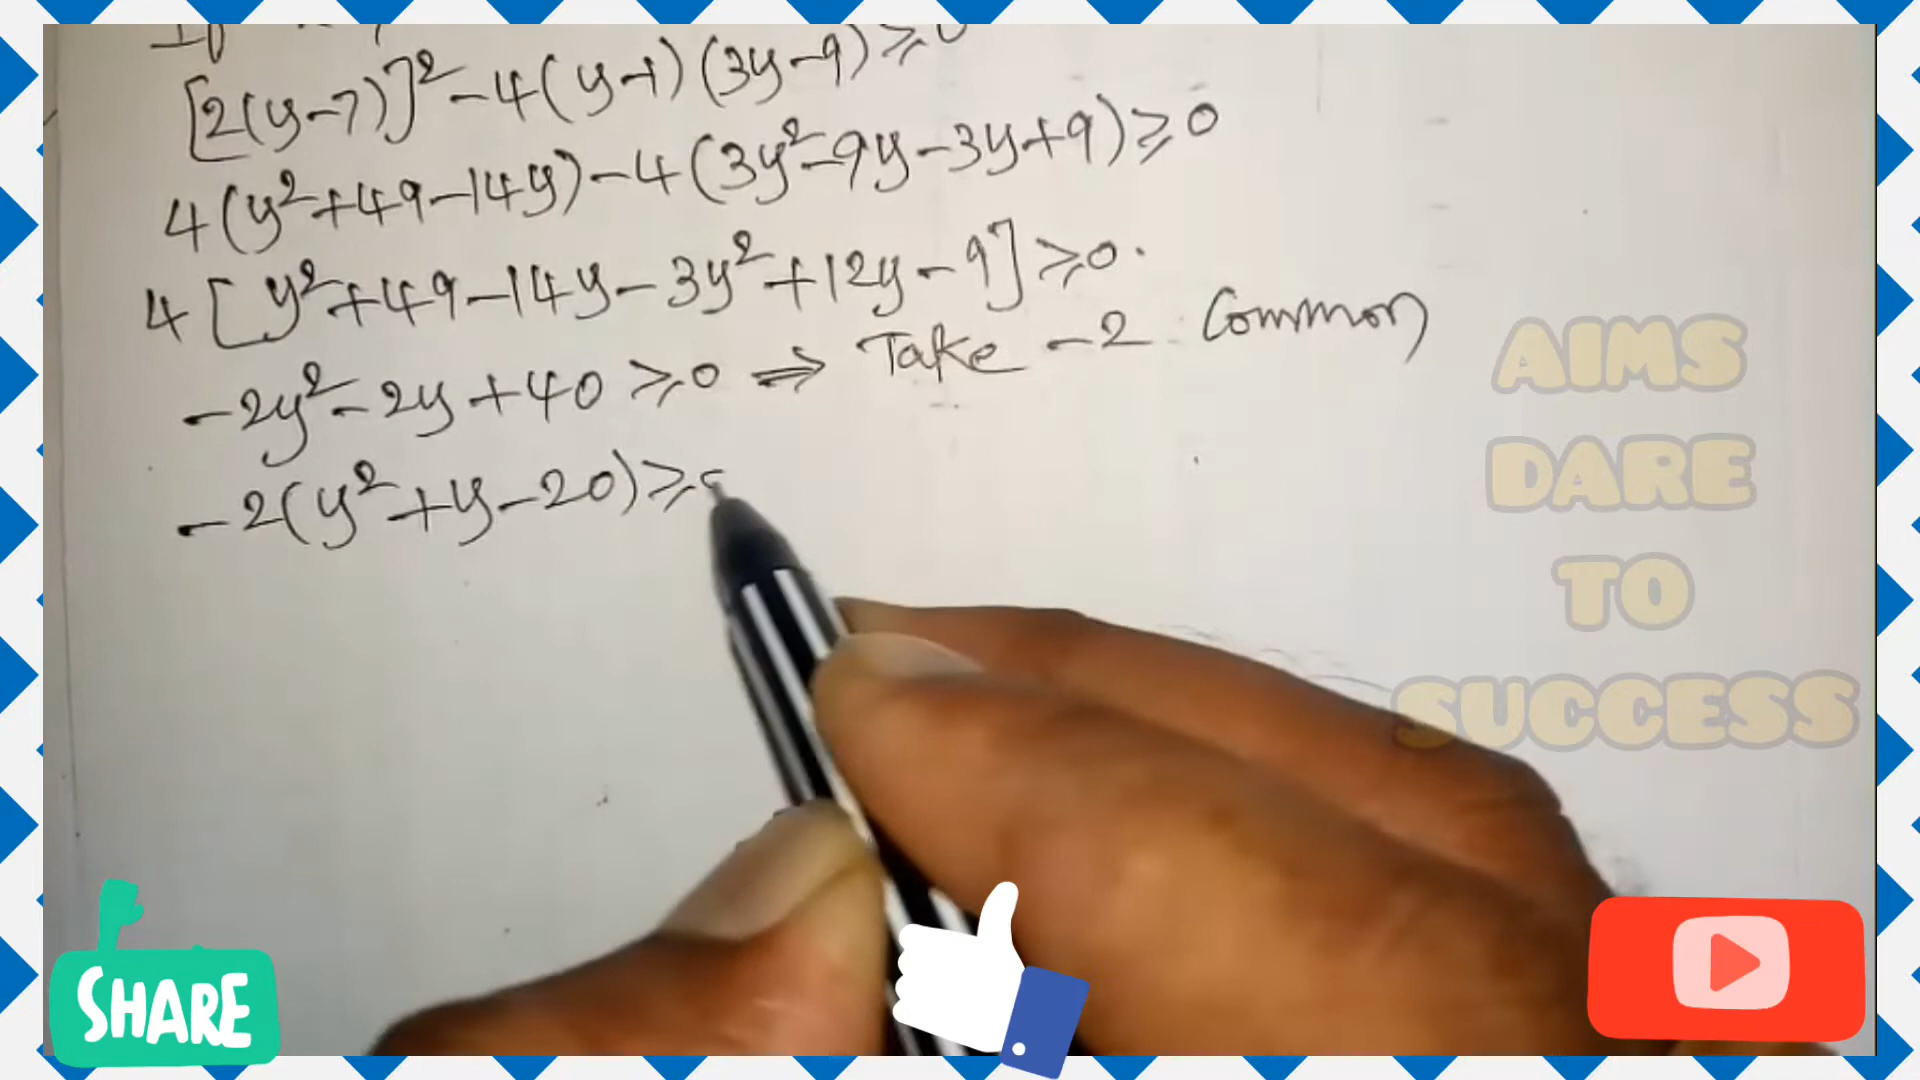 [2(y-7)]² - 4(y-1)(3y-9) ≥ 0
4(y²+49-14y) - 4(3y²-9y-3y+9) ≥ 0
4[y²+49-14y-3y²+12y-9] ≥ 0.
-2y²-2y+40 ≥ 0 ⇒ Take -2 Common
-2(y²+y-20) ≥
AIMS
DARE
TO
SUCCESS
SHARE